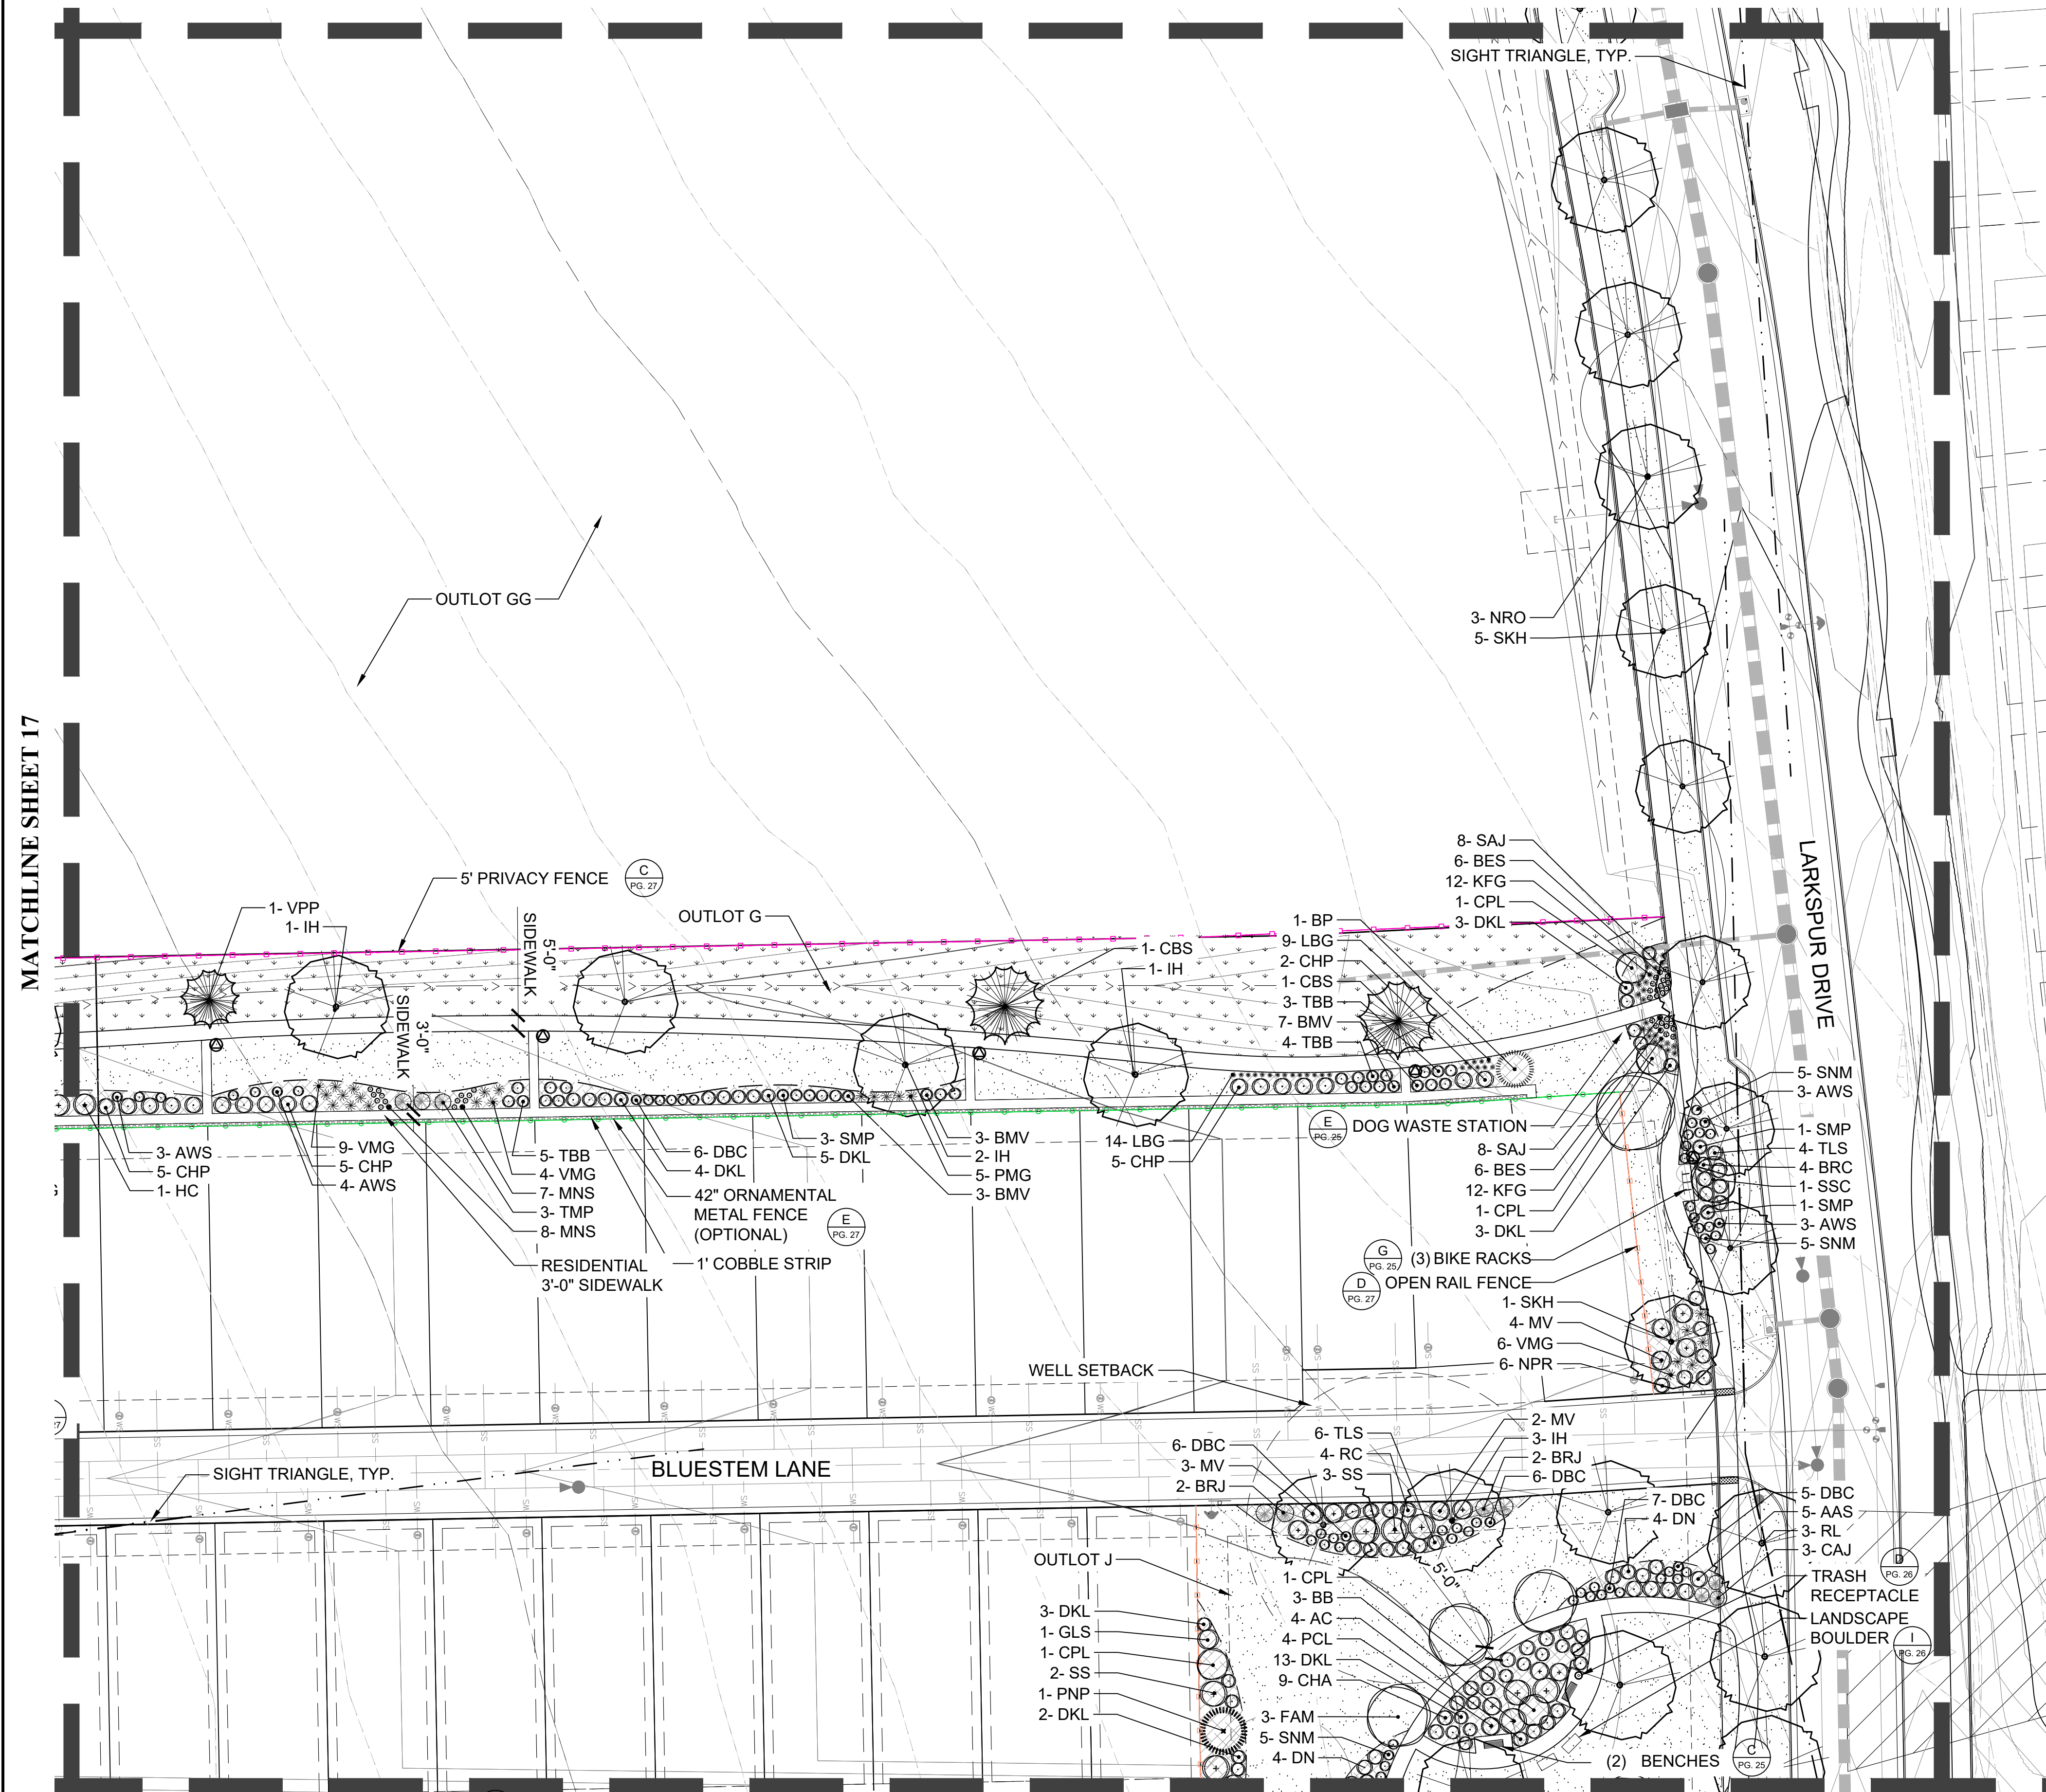 SIGHT TRIANGLE, TYP.
MATCHLINE SHEET 17
OUTLOT GG
3- NRO
5- SKH
LARKSPUR DRIVE
5' PRIVACY FENCE
C
PG. 27
1- VPP
1- IH
SIDEWALK
5'-0"
OUTLOT G
SIDEWALK
3'-0"
1- CBS
1- IH
8- SAJ
6- BES
12- KFG
1- CPL
3- DKL
1- BP
9- LBG
2- CHP
1- CBS
3- TBB
7- BMV
4- TBB
3- AWS
5- CHP
1- HC
9- VMG
5- CHP
4- AWS
5- TBB
4- VMG
7- MNS
3- TMP
8- MNS
RESIDENTIAL
3'-0" SIDEWALK
6- DBC
4- DKL
42" ORNAMENTAL
METAL FENCE
(OPTIONAL)
E
PG. 27
1' COBBLE STRIP
3- SMP
5- DKL
3- BMV
2- IH
5- PMG
3- BMV
14- LBG
5- CHP
E
PG. 25
DOG WASTE STATION
8- SAJ
6- BES
12- KFG
1- CPL
3- DKL
G
PG. 25
(3) BIKE RACKS
D
PG. 27
OPEN RAIL FENCE
1- SKH
4- MV
6- VMG
6- NPR
5- SNM
3- AWS
1- SMP
4- TLS
4- BRC
1- SSC
1- SMP
3- AWS
5- SNM
WELL SETBACK
27
SIGHT TRIANGLE, TYP.
BLUESTEM LANE
6- DBC
3- MV
2- BRJ
6- TLS
4- RC
3- SS
2- MV
3- IH
2- BRJ
6- DBC
7- DBC
4- DN
5- DBC
5- AAS
3- RL
3- CAJ
TRASH
RECEPTACLE
D
PG. 26
LANDSCAPE
BOULDER
I
PG. 26
OUTLOT J
5'-0"
3- DKL
1- GLS
1- CPL
2- SS
1- PNP
2- DKL
1- CPL
3- BB
4- AC
4- PCL
13- DKL
9- CHA
3- FAM
5- SNM
4- DN
(2) BENCHES
C
PG. 25